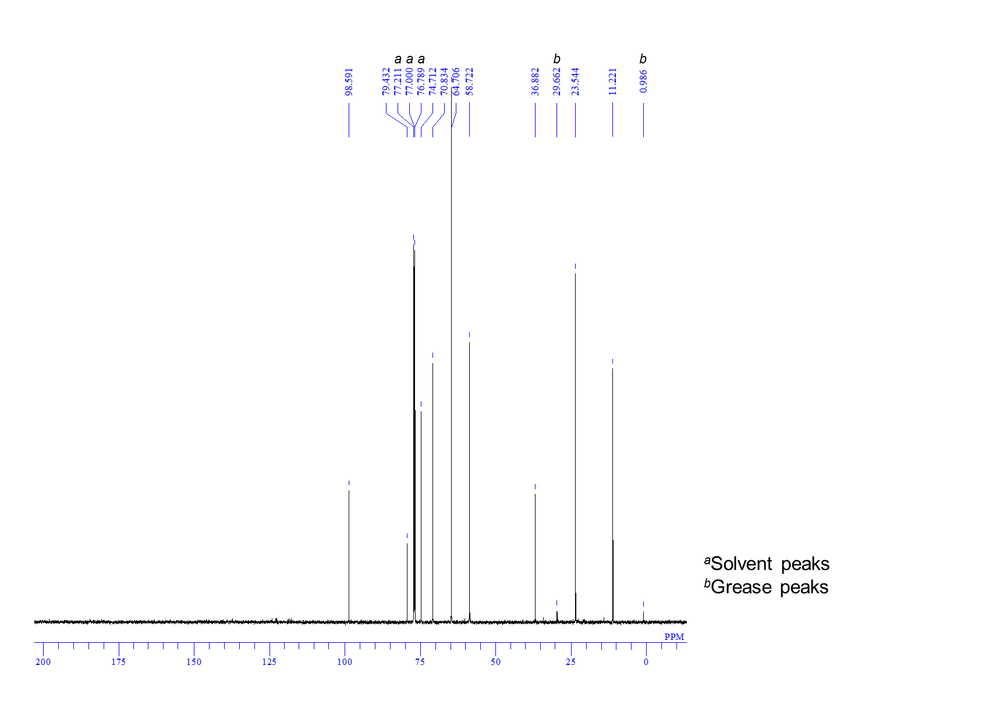 a a a b b
98.591 79.432 77.211 77.000 76.789 74.712 70.834 64.706 58.722 36.882 29.662 23.544 11.221 0.986
aSolvent peaks
bGrease peaks
PPM
200 175 150 125 100 75 50 25 0